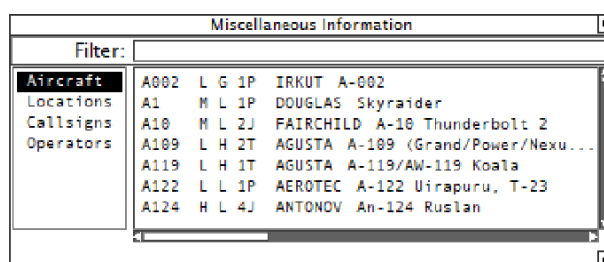 Miscellaneous Information
Filter:
Aircraft
Locations
Callsigns
Operators
A002 L G 1P IRKUT A-002
A1 M L 1P DOUGLAS Skyraider
A10 M L 2J FAIRCHILD A-10 Thunderbolt 2
A109 L H 2T AGUSTA A-109 (Grand/Power/Nexu...
A119 L H 1T AGUSTA A-119/AW-119 Koala
A122 L L 1P AEROTEC A-122 Uirapuru, T-23
A124 H L 4J ANTONOV An-124 Ruslan